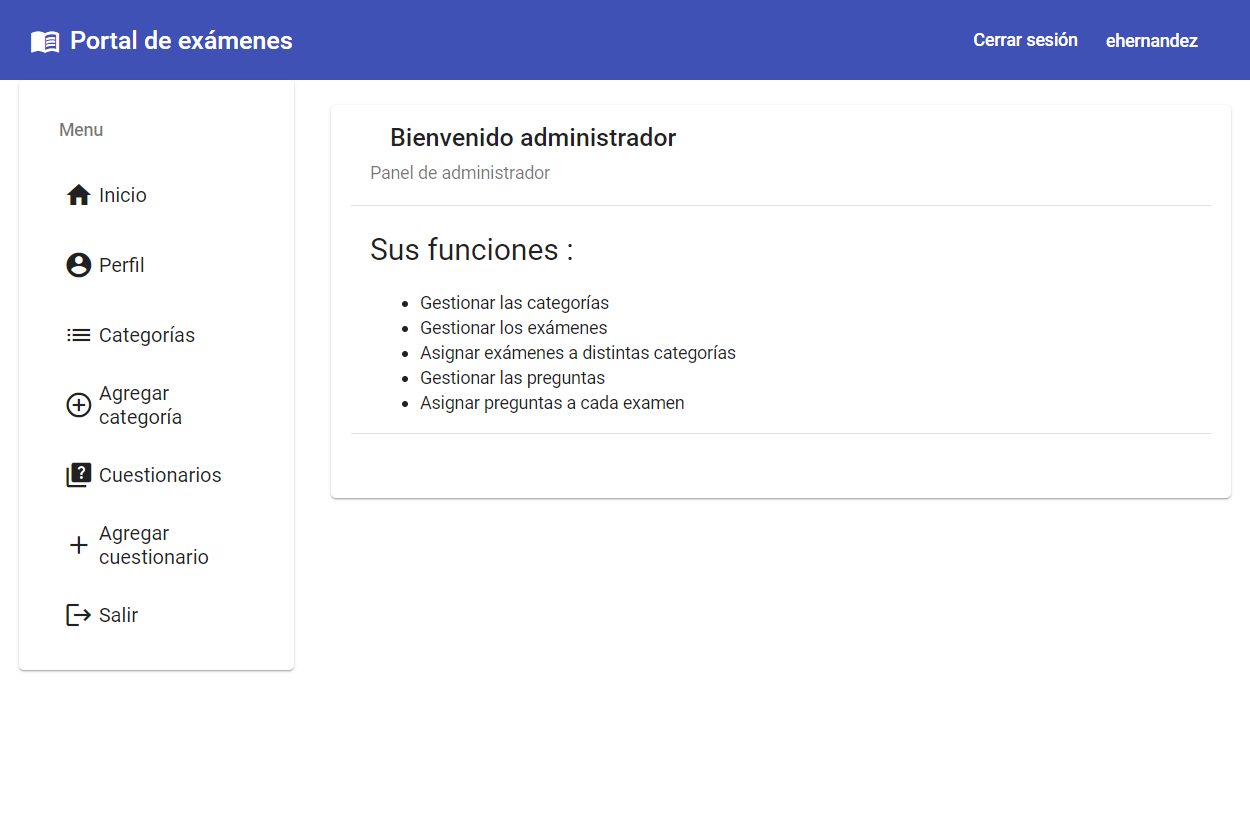 Portal de exámenes
Cerrar sesión
ehernandez
Menu
Inicio
Perfil
Categorías
Agregar
categoría
Cuestionarios
Agregar
cuestionario
Salir
Bienvenido administrador
Panel de administrador
Sus funciones :
Gestionar las categorías
Gestionar los exámenes
Asignar exámenes a distintas categorías
Gestionar las preguntas
Asignar preguntas a cada examen